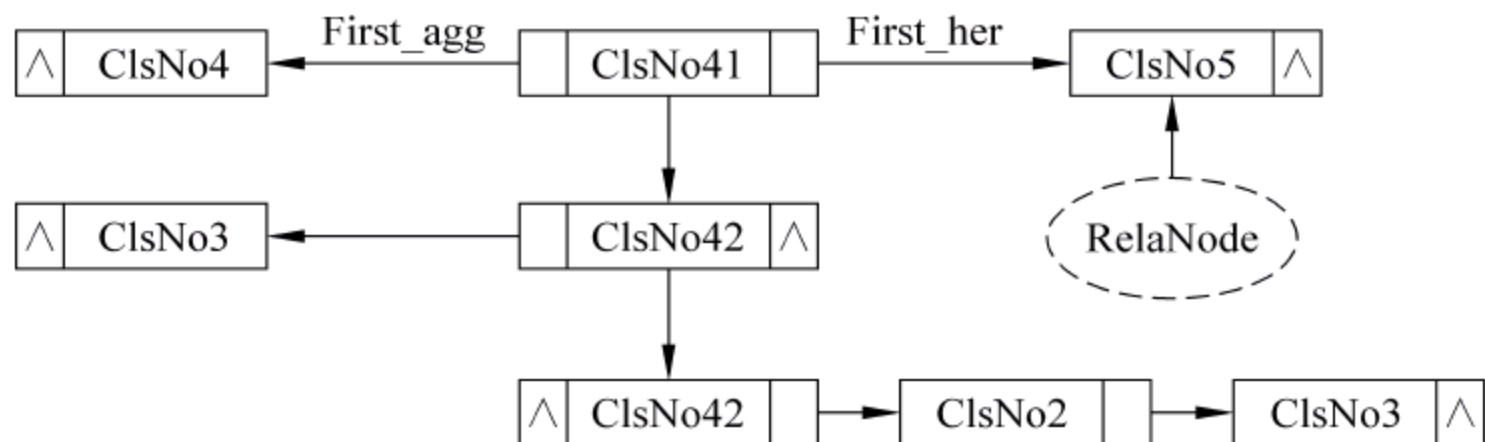 First_agg First_her
∧ ClsNo4 ClsNo41 ClsNo5 ∧
∧ ClsNo3 ClsNo42 ∧ RelaNode
∧ ClsNo42 ClsNo2 ClsNo3 ∧